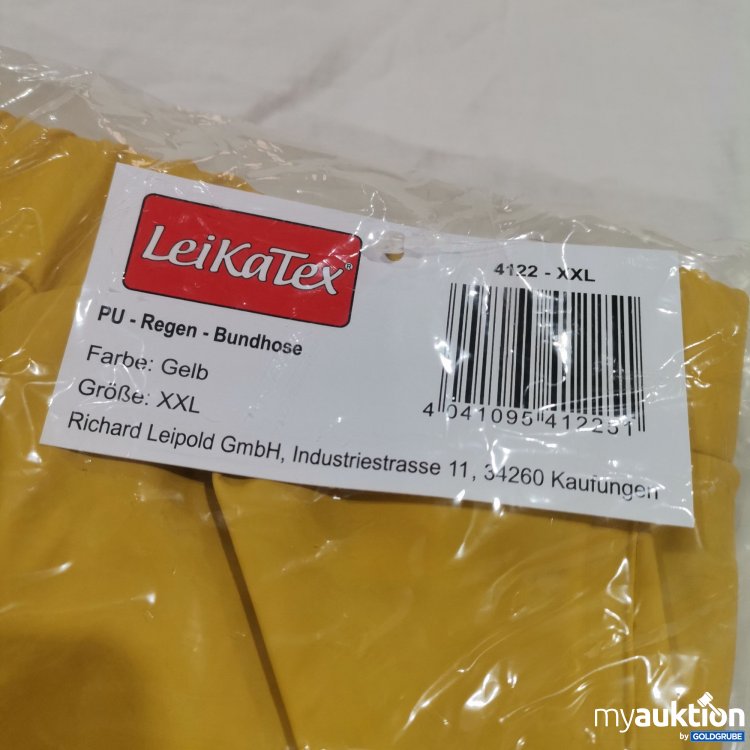 LeiKaTex®
4122 - XXL
PU - Regen - Bundhose
Farbe: Gelb
Größe: XXL
4 041095 412251
Richard Leipold GmbH, Industriestrasse 11, 34260 Kaufungen
myauktion
by GOLDGRUBE